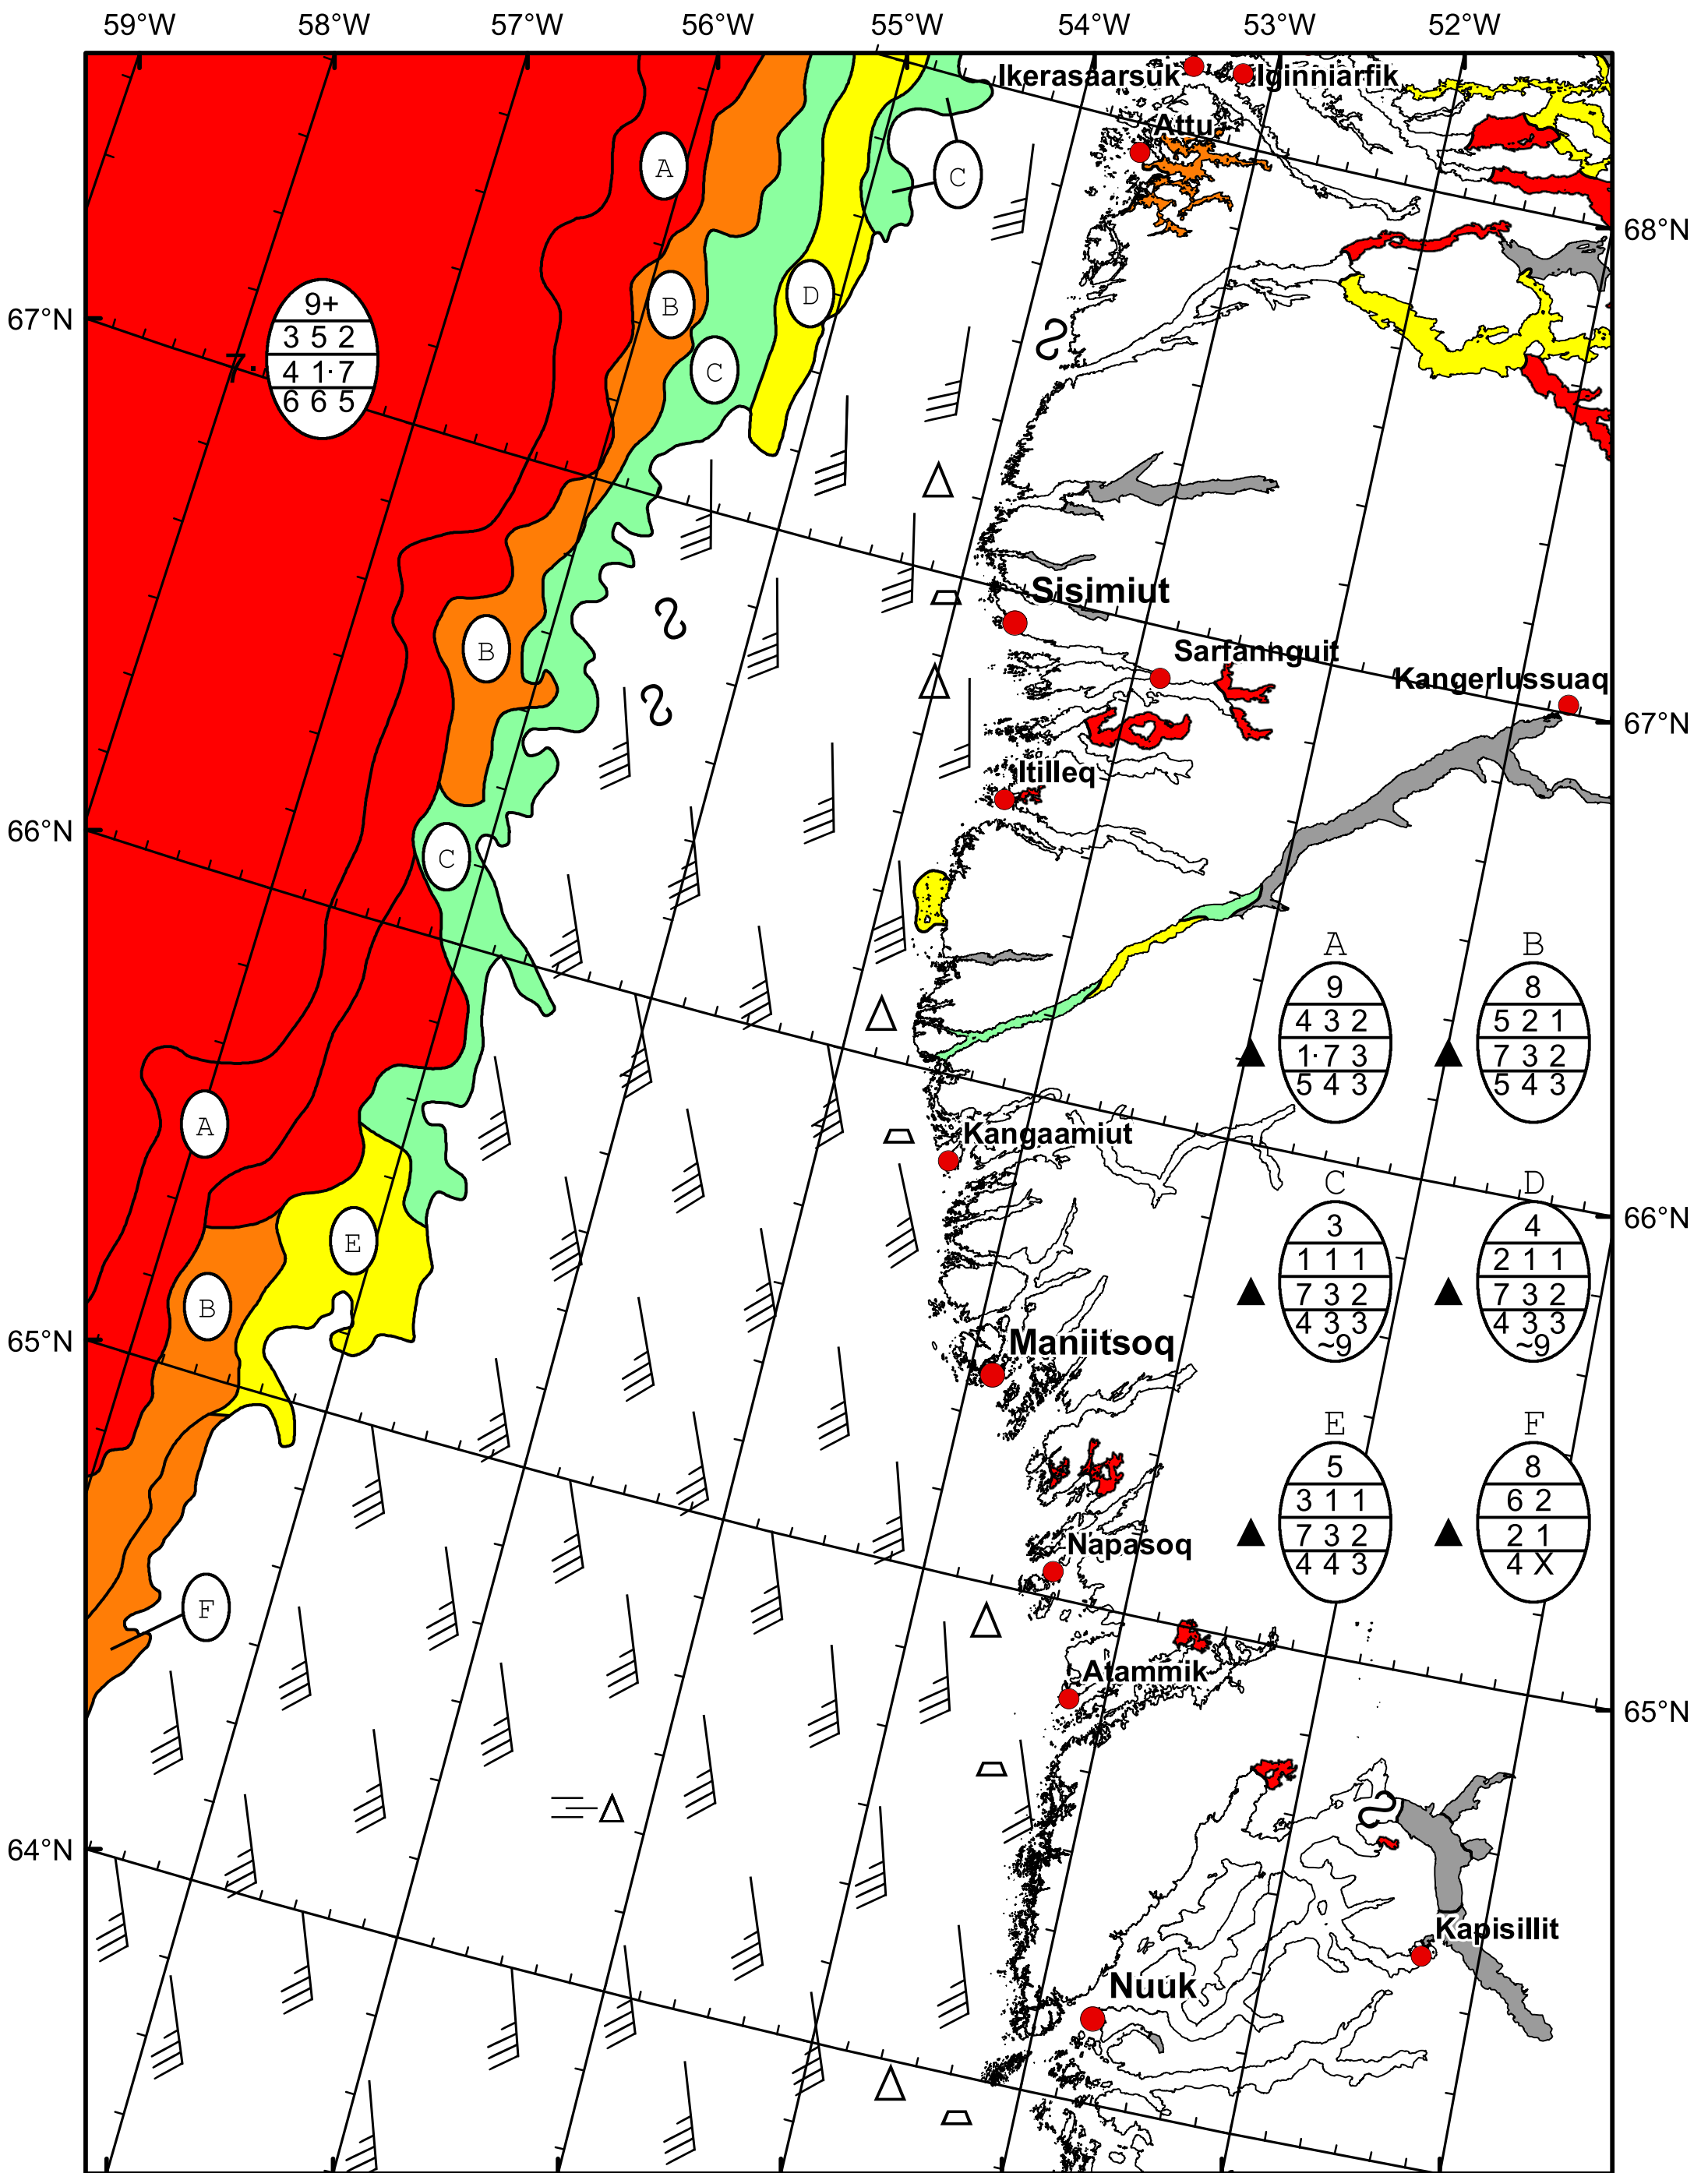 59°W 58°W 57°W 56°W 55°W 54°W 53°W 52°W
Ikerasaarsuk Iginniarfik
Attu
A
C
68°N
B
D
67°N
9+
3 5 2
7.
4 1· 7
6 6 5
C
Sisimiut
B
Sarfannguit
Kangerlussuaq
67°N
Itilleq
66°N
C
A B
9 8
4 3 2 5 2 1
1· 7 3 7 3 2
5 4 3 5 4 3
A
Kangaamiut
C D
66°N
3 4
E
1 1 1 2 1 1
7 3 2 7 3 2
B
4 3 3 4 3 3
~9 ~9
65°N
Maniitsoq
E F
5 8
3 1 1 6 2
7 3 2 2 1
4 4 3 4 X
Napasoq
F
Atammik
65°N
64°N
Kapisillit
Nuuk